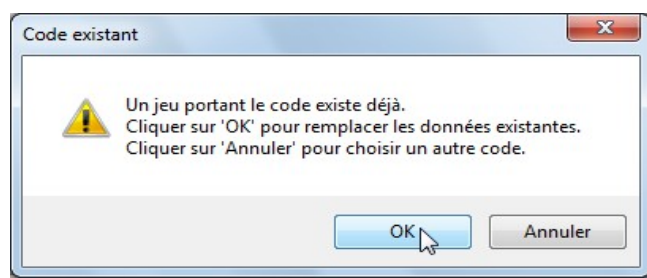 Code existant
Un jeu portant le code existe déjà.
Cliquer sur 'OK' pour remplacer les données existantes.
Cliquer sur 'Annuler' pour choisir un autre code.
OK
Annuler